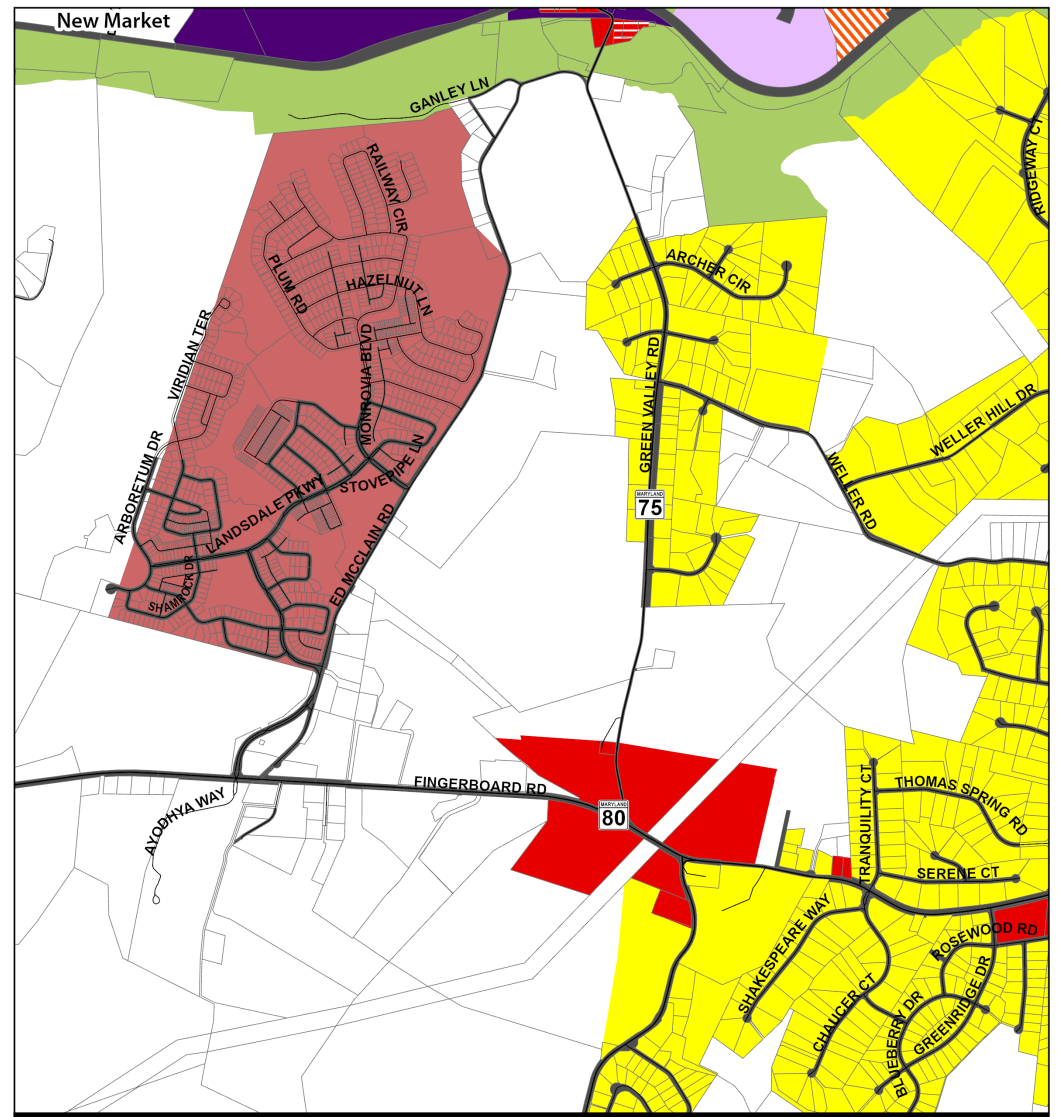 New Market
GANLEY LN
RIDGEWAY CT
RAILWAY CIR
ARCHER CIR
PLUM RD
HAZELNUT LN
VIRIDIAN TER
MONROVIA BLVD
GREEN VALLEY RD
WELLER HILL DR
ARBORETUM DR
STOVEPIPE LN
LANDSDALE PKWY
WELLER RD
MARYLAND
75
ED MCCLAIN RD
SHAMROCK DR
FINGERBOARD RD
MARYLAND
80
AYODHYA WAY
TRANQUILITY CT
THOMAS SPRING RD
SERENE CT
SHAKESPEARE WAY
ROSEWOOD RD
CHAUCER CT
BLUEBERRY DR
GREENRIDGE DR